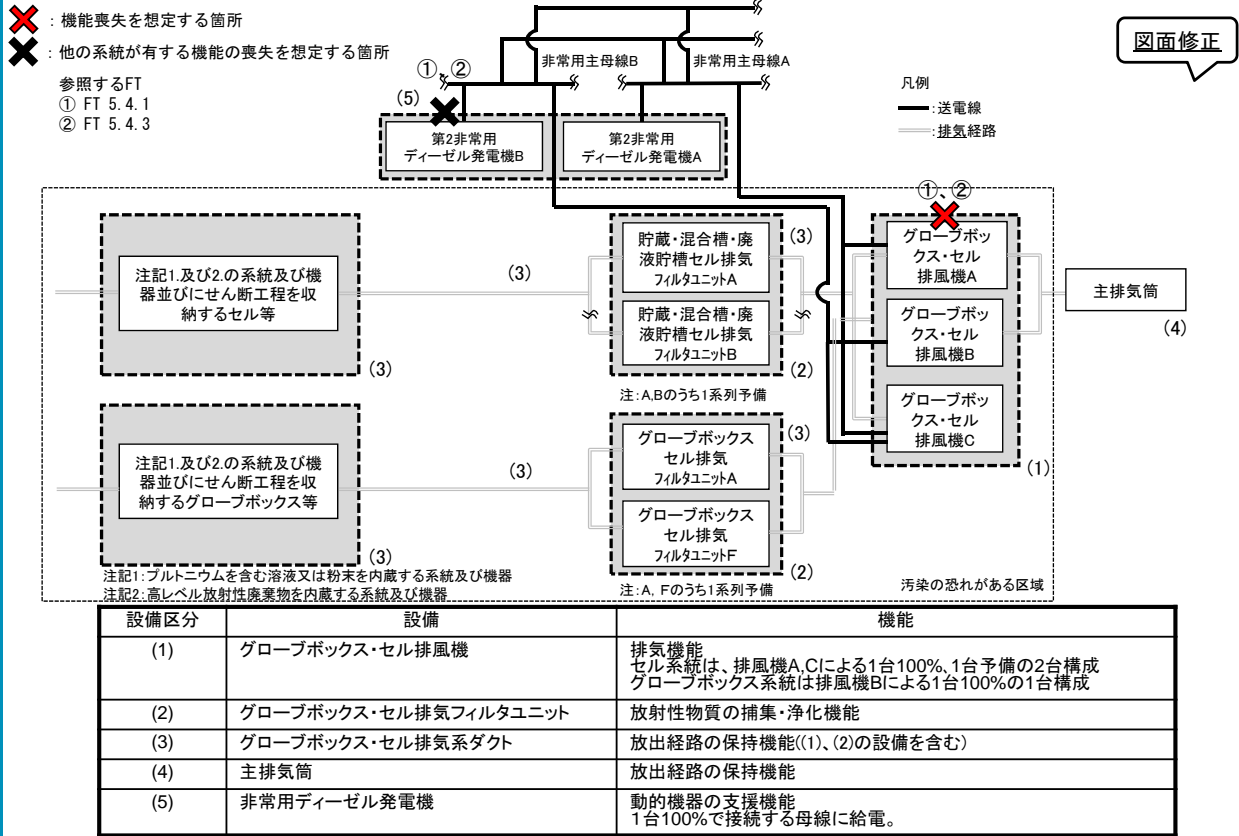 ：機能喪失を想定する箇所
：他の系統が有する機能の喪失を想定する箇所
参照するFT
① FT 5.4.1
② FT 5.4.3
図面修正
凡例
：送電線
：排気経路
非常用主母線B
非常用主母線A
①、②
(5)
第2非常用
ディーゼル発電機B
第2非常用
ディーゼル発電機A
①、②
注記1.及び2.の系統及び機
器並びにせん断工程を収
納するセル等
(3)
(3)
貯蔵・混合槽・廃
液貯槽セル排気
フィルタユニットA
(3)
貯蔵・混合槽・廃
液貯槽セル排気
フィルタユニットB
(2)
注：A,Bのうち1系列予備
グローブボッ
クス・セル
排風機A
グローブボッ
クス・セル
排風機B
グローブボッ
クス・セル
排風機C
(1)
主排気筒
(4)
注記1.及び2.の系統及び機
器並びにせん断工程を収
納するグローブボックス等
(3)
(3)
グローブボックス
セル排気
フィルタユニットA
(3)
グローブボックス
セル排気
フィルタユニットF
(2)
注：A, Fのうち1系列予備
注記1：プルトニウムを含む溶液又は粉末を内蔵する系統及び機器
注記2：高レベル放射性廃棄物を内蔵する系統及び機器
汚染の恐れがある区域
設備区分 設備 機能
(1) グローブボックス・セル排風機 排気機能
セル系統は、排風機A,Cによる1台100%、1台予備の2台構成
グローブボックス系統は排風機Bによる1台100%の1台構成
(2) グローブボックス・セル排気フィルタユニット 放射性物質の捕集・浄化機能
(3) グローブボックス・セル排気系ダクト 放出経路の保持機能((1)、(2)の設備を含む)
(4) 主排気筒 放出経路の保持機能
(5) 非常用ディーゼル発電機 動的機器の支援機能
1台100%で接続する母線に給電。